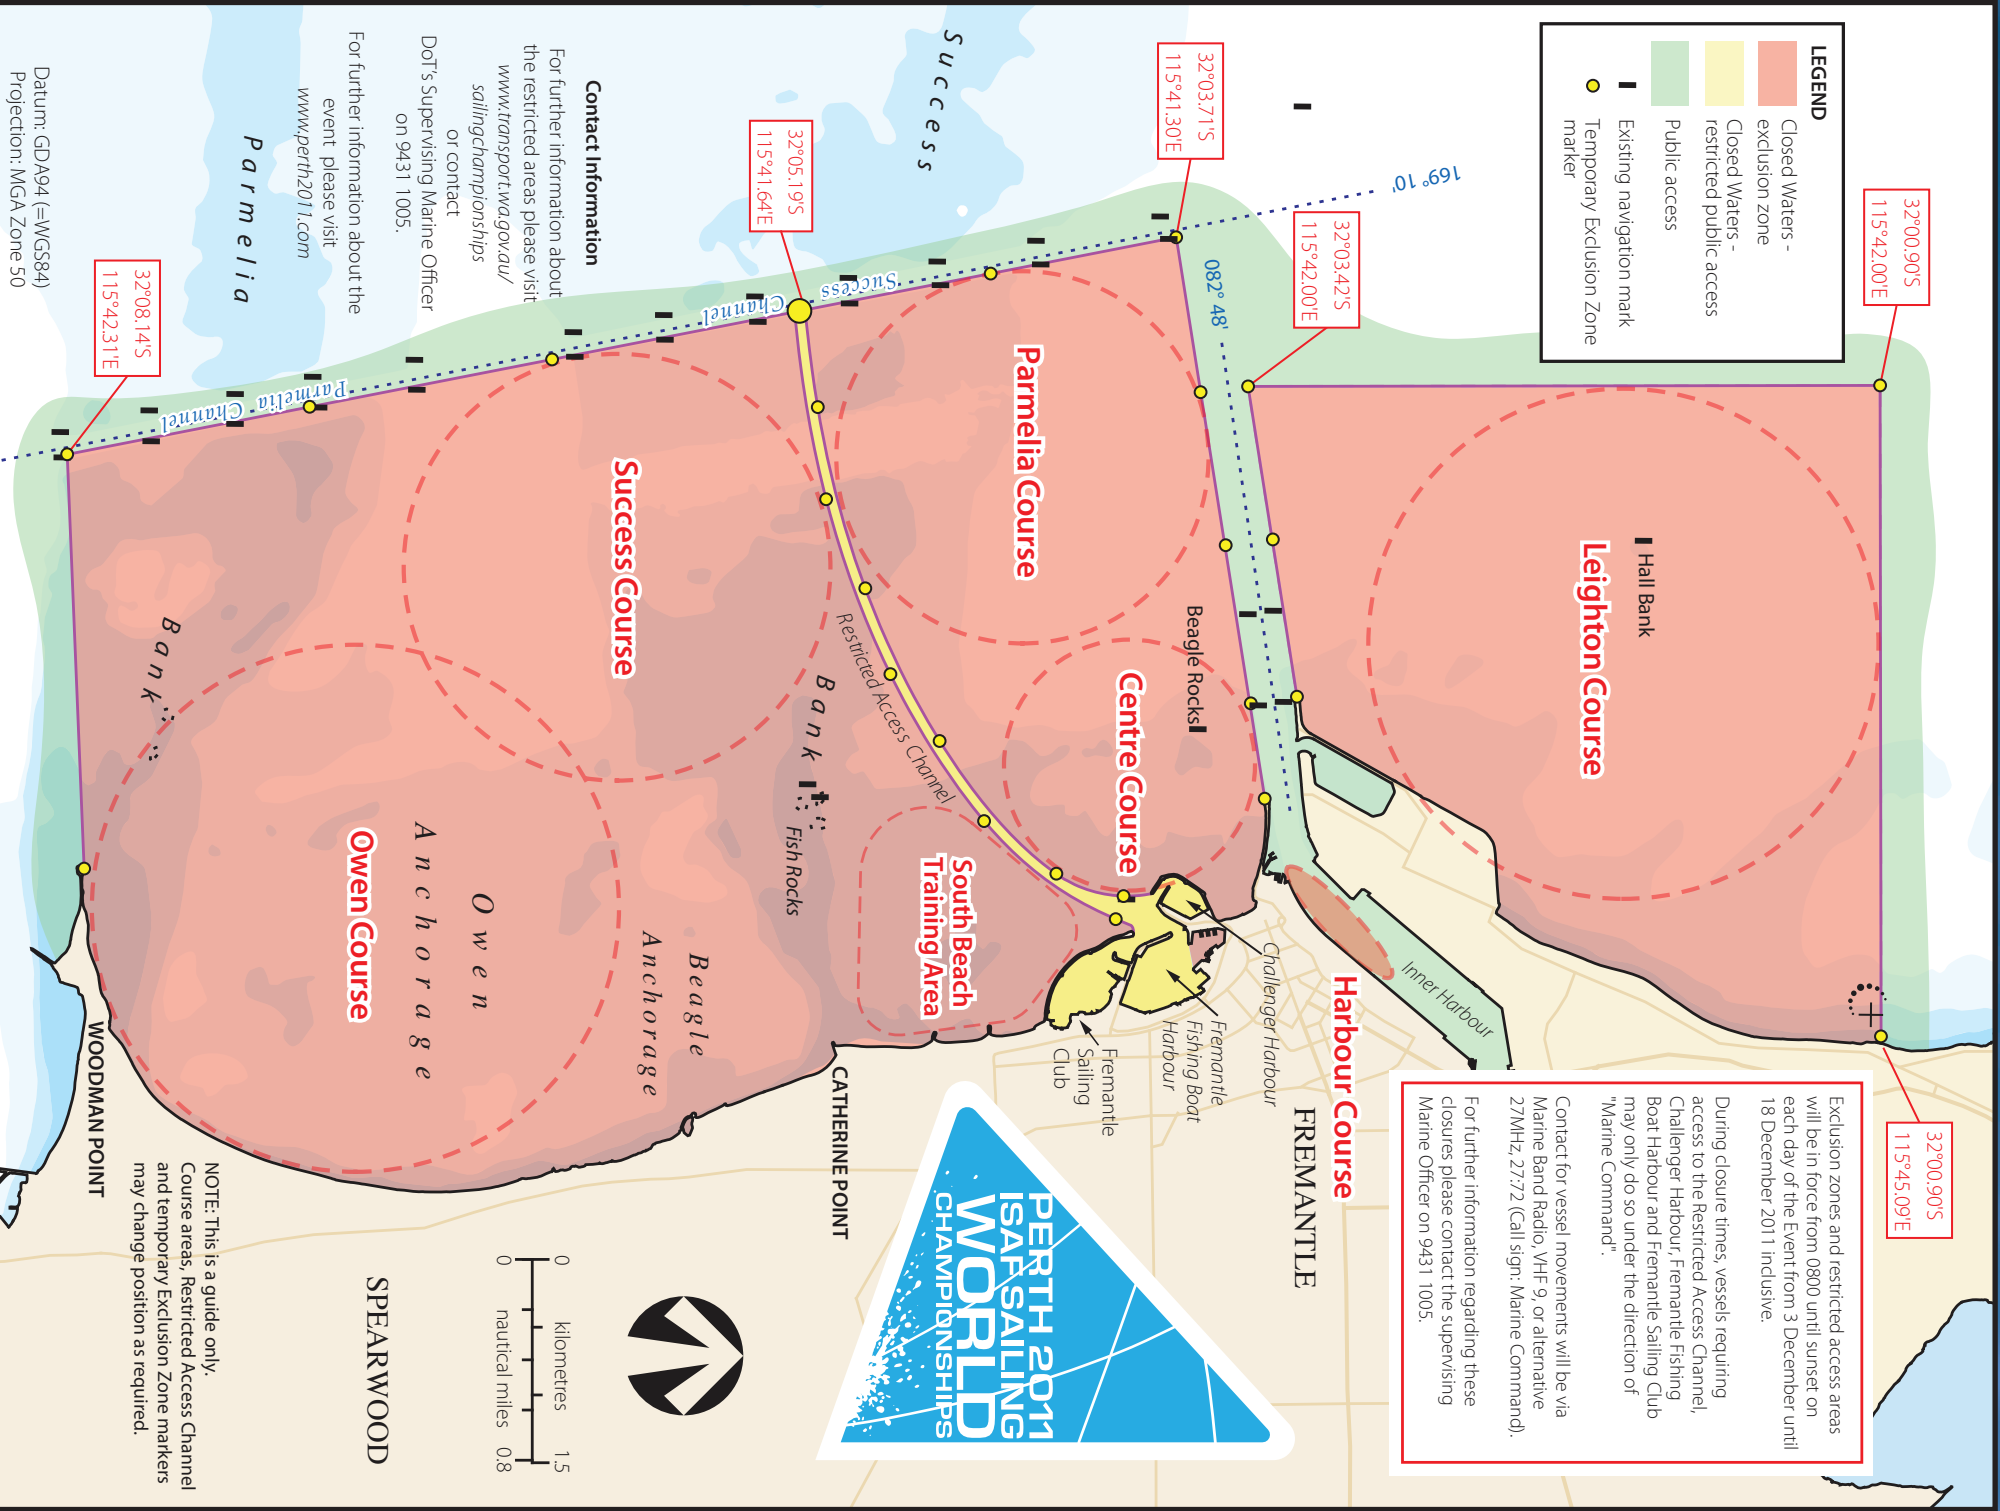 LEGEND
Closed Waters -
exclusion zone
Closed Waters -
restricted public access
Public access
Existing navigation mark
Temporary Exclusion Zone
marker
32°00.90'S
115°42.00'E
32°00.90'S
115°45.09'E
Exclusion zones and restricted access areas
will be in force from 0800 until sunset on
each day of the Event from 3 December until
18 December 2011 inclusive.
During closure times, vessels requiring
access to the Restricted Access Channel,
Challenger Harbour, Fremantle Fishing
Boat Harbour and Fremantle Sailing Club
may only do so under the direction of
"Marine Command".
Contact for vessel movements will be via
Marine Band Radio, VHF 9, or alternative
27MHz, 27:72 (Call sign: Marine Command).
For further information regarding these
closures please contact the supervising
Marine Officer on 9431 1005.
Hall Bank
Leighton Course
169° 10'
32°03.42'S
115°42.00'E
32°03.71'S
115°41.30'E
082° 48'
Inner Harbour
Harbour Course
FREMANTLE
Challenger Harbour
Fremantle
Fishing Boat
Harbour
Fremantle
Sailing
Club
Beagle Rocks
Centre Course
Parmelia Course
South Beach
Training Area
Restricted Access Channel
Success
Success
Channel
32°05.19'S
115°41.64'E
PERTH 2011
ISAF SAILING
WORLD
CHAMPIONSHIPS
CATHERINE POINT
Bank
Fish Rocks
Beagle
Anchorage
Success Course
Contact Information
For further information about
the restricted areas please visit
www.transport.wa.gov.au/
sailingchampionships
or contact
DoT's Supervising Marine Officer
on 9431 1005.
For further information about the
event please visit
www.perth2011.com
Owen
Anchorage
Owen Course
0 kilometres 1.5
0 nautical miles 0.8
SPEARWOOD
Parmelia
Parmelia
Channel
Bank
32°08.14'S
115°42.31'E
WOODMAN POINT
NOTE: This is a guide only.
Course areas, Restricted Access Channel
and temporary Exclusion Zone markers
may change position as required.
Datum: GDA94 (=WGS84)
Projection: MGA Zone 50